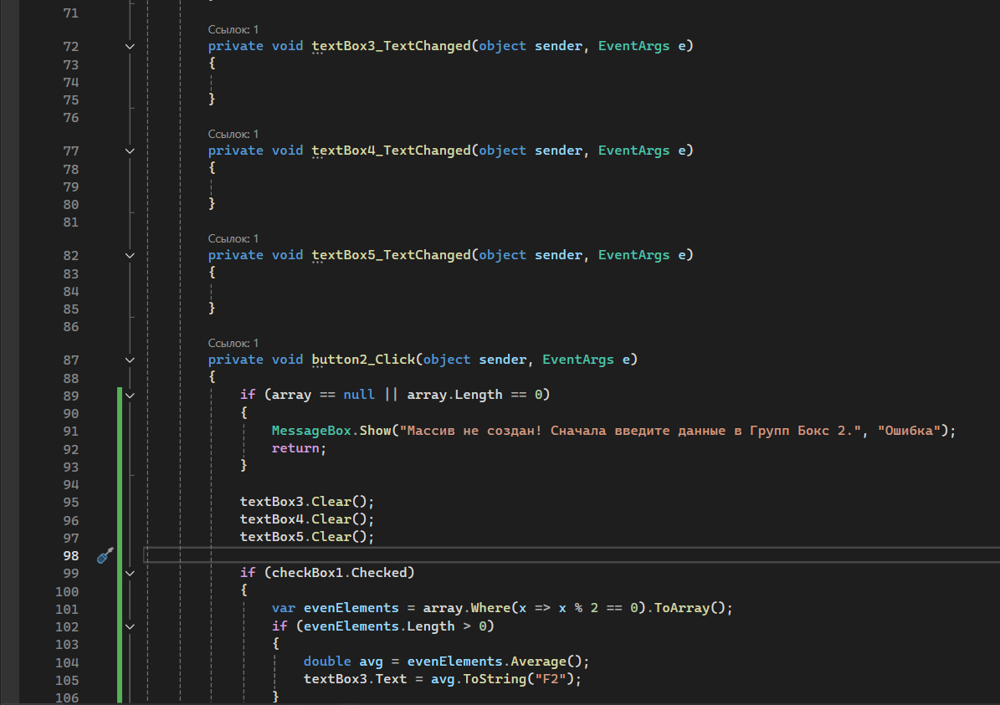 71
Ссылок: 1
72 private void textBox3_TextChanged(object sender, EventArgs e)
73 {
74
75 }
76
Ссылок: 1
77 private void textBox4_TextChanged(object sender, EventArgs e)
78 {
79
80 }
81
Ссылок: 1
82 private void textBox5_TextChanged(object sender, EventArgs e)
83 {
84
85 }
86
Ссылок: 1
87 private void button2_Click(object sender, EventArgs e)
88 {
89 if (array == null || array.Length == 0)
90 {
91 MessageBox.Show("Массив не создан! Сначала введите данные в Групп Бокс 2.", "Ошибка");
92 return;
93 }
94
95 textBox3.Clear();
96 textBox4.Clear();
97 textBox5.Clear();
98
99 if (checkBox1.Checked)
100 {
101 var evenElements = array.Where(x => x % 2 == 0).ToArray();
102 if (evenElements.Length > 0)
103 {
104 double avg = evenElements.Average();
105 textBox3.Text = avg.ToString("F2");
106 }